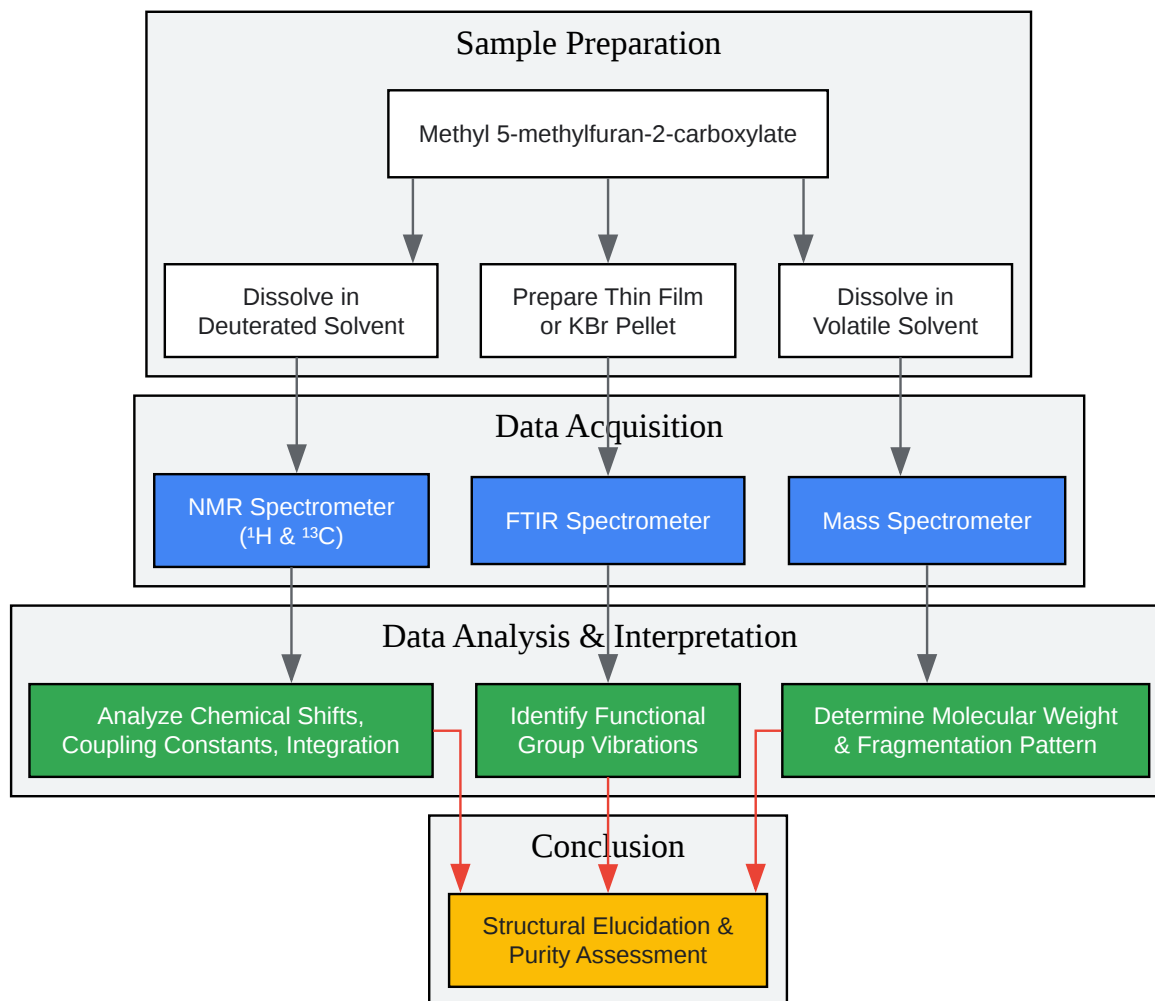 Sample Preparation
Methyl 5-methylfuran-2-carboxylate
Dissolve in
Deuterated Solvent
Prepare Thin Film
or KBr Pellet
Dissolve in
Volatile Solvent
Data Acquisition
NMR Spectrometer
(¹H & ¹³C)
FTIR Spectrometer
Mass Spectrometer
Data Analysis & Interpretation
Analyze Chemical Shifts,
Coupling Constants, Integration
Identify Functional
Group Vibrations
Determine Molecular Weight
& Fragmentation Pattern
Conclusion
Structural Elucidation &
Purity Assessment